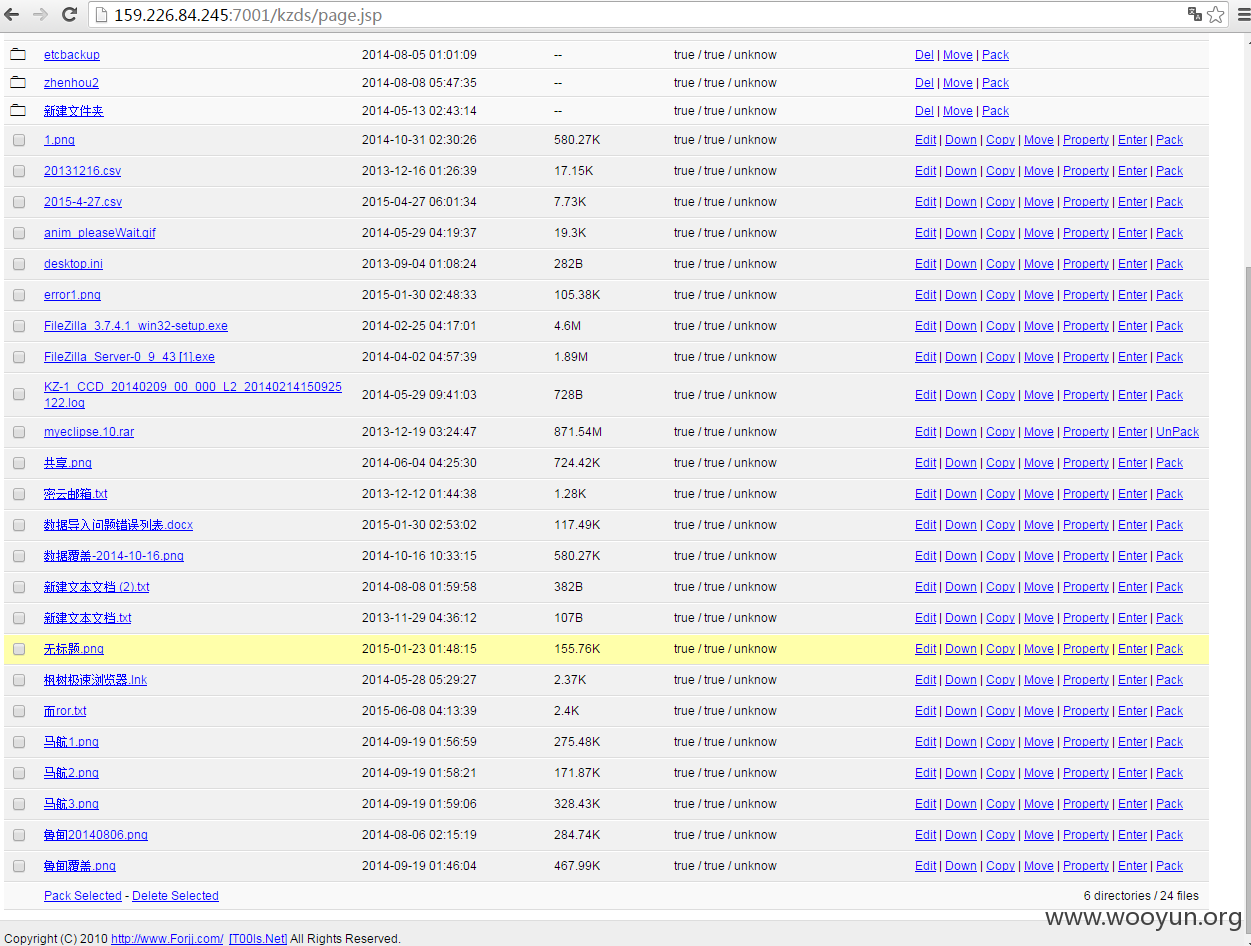 159.226.84.245:7001/kzds/page.jsp
etcbackup 2014-08-05 01:01:09 -- true / true / unknow Del | Move | Pack
zhenhou2 2014-08-08 05:47:35 -- true / true / unknow Del | Move | Pack
新建文件夹 2014-05-13 02:43:14 -- true / true / unknow Del | Move | Pack
1.png 2014-10-31 02:30:26 580.27K true / true / unknow Edit | Down | Copy | Move | Property | Enter | Pack
20131216.csv 2013-12-16 01:26:39 17.15K true / true / unknow Edit | Down | Copy | Move | Property | Enter | Pack
2015-4-27.csv 2015-04-27 06:01:34 7.73K true / true / unknow Edit | Down | Copy | Move | Property | Enter | Pack
anim_pleaseWait.gif 2014-05-29 04:19:37 19.3K true / true / unknow Edit | Down | Copy | Move | Property | Enter | Pack
desktop.ini 2013-09-04 01:08:24 282B true / true / unknow Edit | Down | Copy | Move | Property | Enter | Pack
error1.png 2015-01-30 02:48:33 105.38K true / true / unknow Edit | Down | Copy | Move | Property | Enter | Pack
FileZilla_3.7.4.1_win32-setup.exe 2014-02-25 04:17:01 4.6M true / true / unknow Edit | Down | Copy | Move | Property | Enter | Pack
FileZilla_Server-0_9_43 [1].exe 2014-04-02 04:57:39 1.89M true / true / unknow Edit | Down | Copy | Move | Property | Enter | Pack
KZ-1_CCD_20140209_00_000_L2_20140214150925
122.log 2014-05-29 09:41:03 728B true / true / unknow Edit | Down | Copy | Move | Property | Enter | Pack
myeclipse.10.rar 2013-12-19 03:24:47 871.54M true / true / unknow Edit | Down | Copy | Move | Property | Enter | UnPack
共享.png 2014-06-04 04:25:30 724.42K true / true / unknow Edit | Down | Copy | Move | Property | Enter | Pack
密云邮箱.txt 2013-12-12 01:44:38 1.28K true / true / unknow Edit | Down | Copy | Move | Property | Enter | Pack
数据导入问题错误列表.docx 2015-01-30 02:53:02 117.49K true / true / unknow Edit | Down | Copy | Move | Property | Enter | Pack
数据覆盖-2014-10-16.png 2014-10-16 10:33:15 580.27K true / true / unknow Edit | Down | Copy | Move | Property | Enter | Pack
新建文本文档 (2).txt 2014-08-08 01:59:58 382B true / true / unknow Edit | Down | Copy | Move | Property | Enter | Pack
新建文本文档.txt 2013-11-29 04:36:12 107B true / true / unknow Edit | Down | Copy | Move | Property | Enter | Pack
无标题.png 2015-01-23 01:48:15 155.76K true / true / unknow Edit | Down | Copy | Move | Property | Enter | Pack
枫树极速浏览器.lnk 2014-05-28 05:29:27 2.37K true / true / unknow Edit | Down | Copy | Move | Property | Enter | Pack
而ror.txt 2015-06-08 04:13:39 2.4K true / true / unknow Edit | Down | Copy | Move | Property | Enter | Pack
马航1.png 2014-09-19 01:56:59 275.48K true / true / unknow Edit | Down | Copy | Move | Property | Enter | Pack
马航2.png 2014-09-19 01:58:21 171.87K true / true / unknow Edit | Down | Copy | Move | Property | Enter | Pack
马航3.png 2014-09-19 01:59:06 328.43K true / true / unknow Edit | Down | Copy | Move | Property | Enter | Pack
鲁甸20140806.png 2014-08-06 02:15:19 284.74K true / true / unknow Edit | Down | Copy | Move | Property | Enter | Pack
鲁甸覆盖.png 2014-09-19 01:46:04 467.99K true / true / unknow Edit | Down | Copy | Move | Property | Enter | Pack
Pack Selected - Delete Selected 6 directories / 24 files
www.wooyun.org
Copyright (C) 2010 http://www.Forjj.com/ [T00ls.Net] All Rights Reserved.